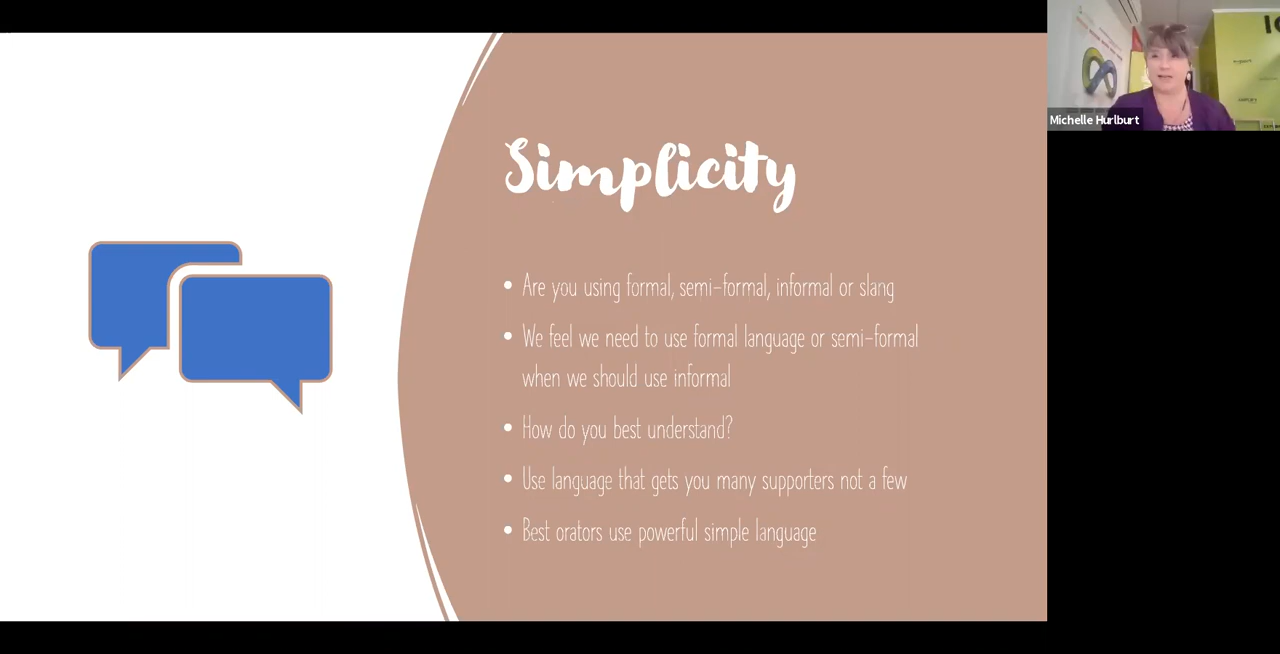 Simplicity
Are you using formal, semi-formal, informal or slang
We feel we need to use formal language or semi-formal
when we should use informal
How do you best understand?
Use language that gets you many supporters not a few
Best orators use powerful simple language
Michelle Hurlburt